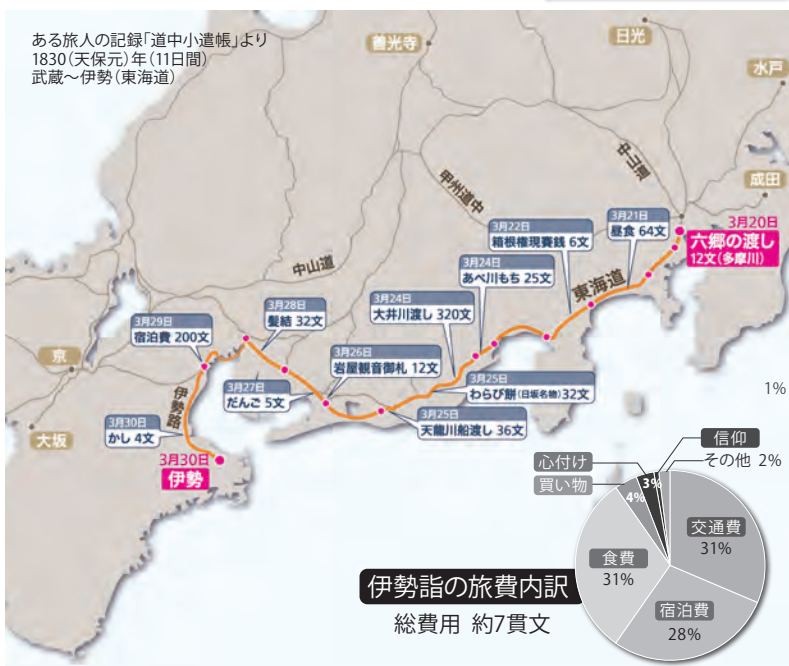 ある旅人の記録「道中小遣帳」より
1830(天保元)年(11日間)
武蔵〜伊勢(東海道)
善光寺
日光
水戸
中山道
成田
甲州道中
3月20日
六郷の渡し
12文(多摩川)
3月21日
昼食 64文
3月22日
箱根権現賽銭 6文
3月24日
あべ川もち 25文
東海道
中山道
3月24日
大井川渡し 320文
3月28日
髪結 32文
3月29日
宿泊費 200文
3月26日
岩屋観音御札 12文
京
3月25日
わらび餅(日坂名物)32文
3月27日
だんご 5文
伊勢路
3月25日
天龍川船渡し 36文
大坂
3月30日
かし 4文
3月30日
伊勢
1%
信仰
心付け
その他 2%
買い物
3%
4%
交通費
31%
食費
31%
宿泊費
28%
伊勢詣の旅費内訳
総費用 約7貫文